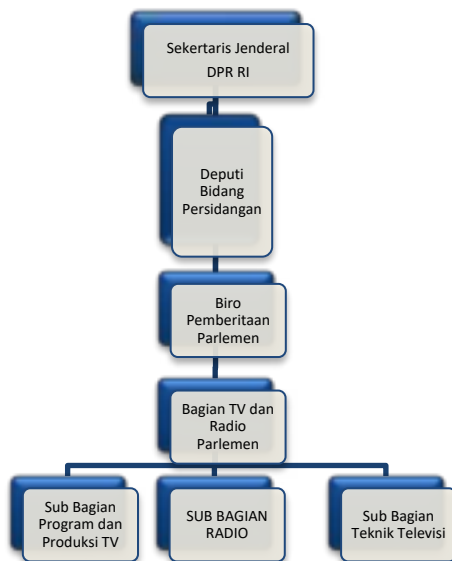 Sekertaris Jenderal
DPR RI
Deputi
Bidang
Persidangan
Biro
Pemberitaan
Parlemen
Bagian TV dan
Radio
Parlemen
Sub Bagian
Program dan
Produksi TV
SUB BAGIAN
RADIO
Sub Bagian
Teknik Televisi